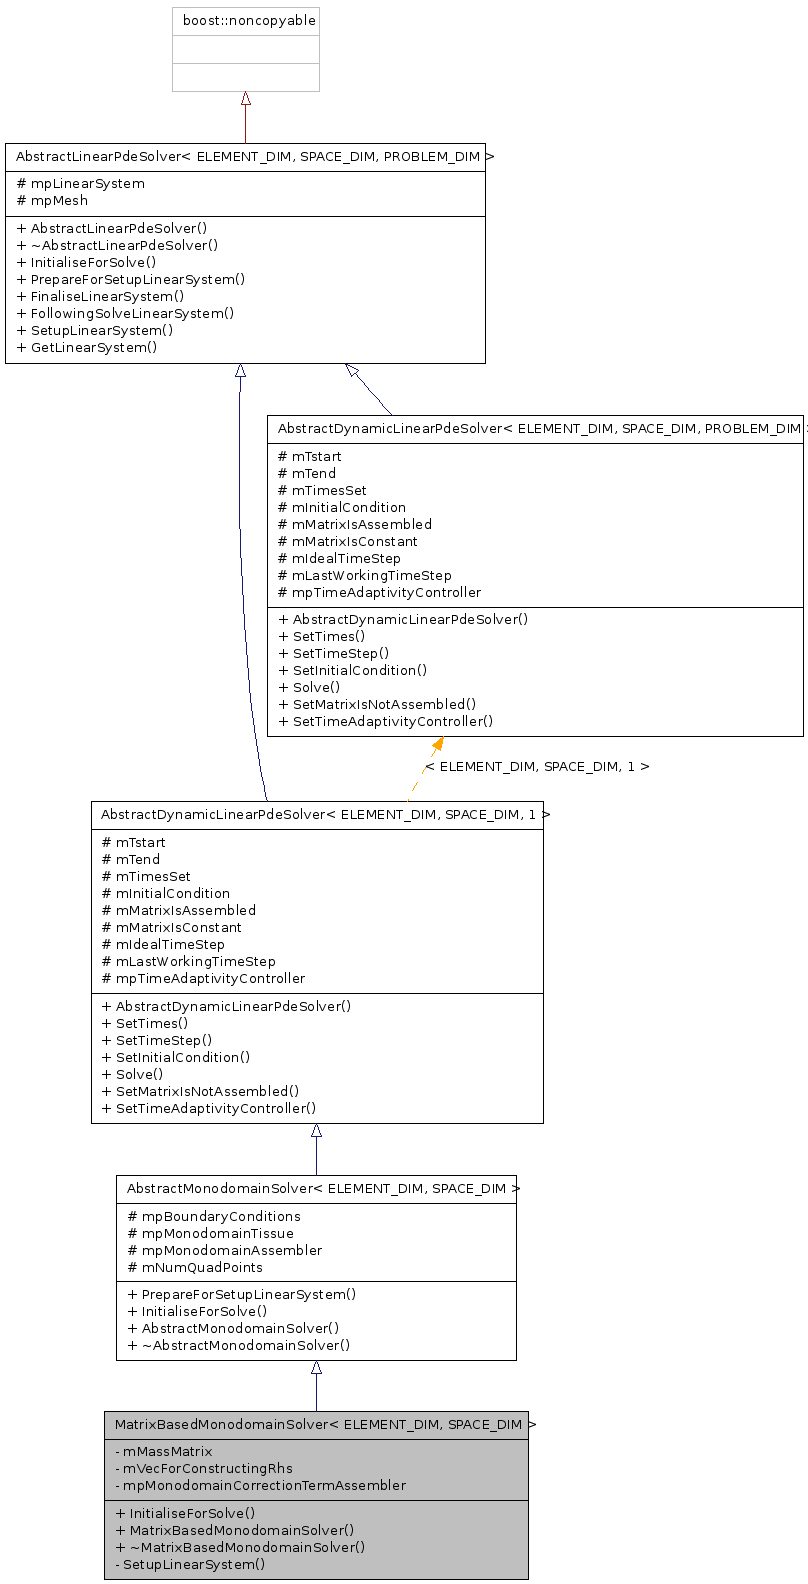 boost::noncopyable
AbstractLinearPdeSolver< ELEMENT_DIM, SPACE_DIM, PROBLEM_DIM >
# mpLinearSystem
# mpMesh
+ AbstractLinearPdeSolver()
+ ~AbstractLinearPdeSolver()
+ InitialiseForSolve()
+ PrepareForSetupLinearSystem()
+ FinaliseLinearSystem()
+ FollowingSolveLinearSystem()
+ SetupLinearSystem()
+ GetLinearSystem()
AbstractDynamicLinearPdeSolver< ELEMENT_DIM, SPACE_DIM, PROBLEM_DIM >
# mTstart
# mTend
# mTimesSet
# mInitialCondition
# mMatrixIsAssembled
# mMatrixIsConstant
# mIdealTimeStep
# mLastWorkingTimeStep
# mpTimeAdaptivityController
+ AbstractDynamicLinearPdeSolver()
+ SetTimes()
+ SetTimeStep()
+ SetInitialCondition()
+ Solve()
+ SetMatrixIsNotAssembled()
+ SetTimeAdaptivityController()
< ELEMENT_DIM, SPACE_DIM, 1 >
AbstractDynamicLinearPdeSolver< ELEMENT_DIM, SPACE_DIM, 1 >
# mTstart
# mTend
# mTimesSet
# mInitialCondition
# mMatrixIsAssembled
# mMatrixIsConstant
# mIdealTimeStep
# mLastWorkingTimeStep
# mpTimeAdaptivityController
+ AbstractDynamicLinearPdeSolver()
+ SetTimes()
+ SetTimeStep()
+ SetInitialCondition()
+ Solve()
+ SetMatrixIsNotAssembled()
+ SetTimeAdaptivityController()
AbstractMonodomainSolver< ELEMENT_DIM, SPACE_DIM >
# mpBoundaryConditions
# mpMonodomainTissue
# mpMonodomainAssembler
# mNumQuadPoints
+ PrepareForSetupLinearSystem()
+ InitialiseForSolve()
+ AbstractMonodomainSolver()
+ ~AbstractMonodomainSolver()
MatrixBasedMonodomainSolver< ELEMENT_DIM, SPACE_DIM >
- mMassMatrix
- mVecForConstructingRhs
- mpMonodomainCorrectionTermAssembler
+ InitialiseForSolve()
+ MatrixBasedMonodomainSolver()
+ ~MatrixBasedMonodomainSolver()
- SetupLinearSystem()